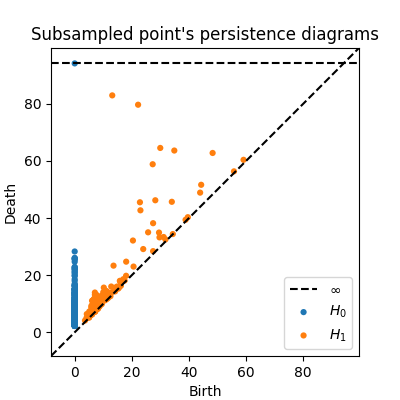 Subsampled point's persistence diagrams
Death
80
60
40
20
0
0 20 40 60 80
Birth
∞
H₀
H₁